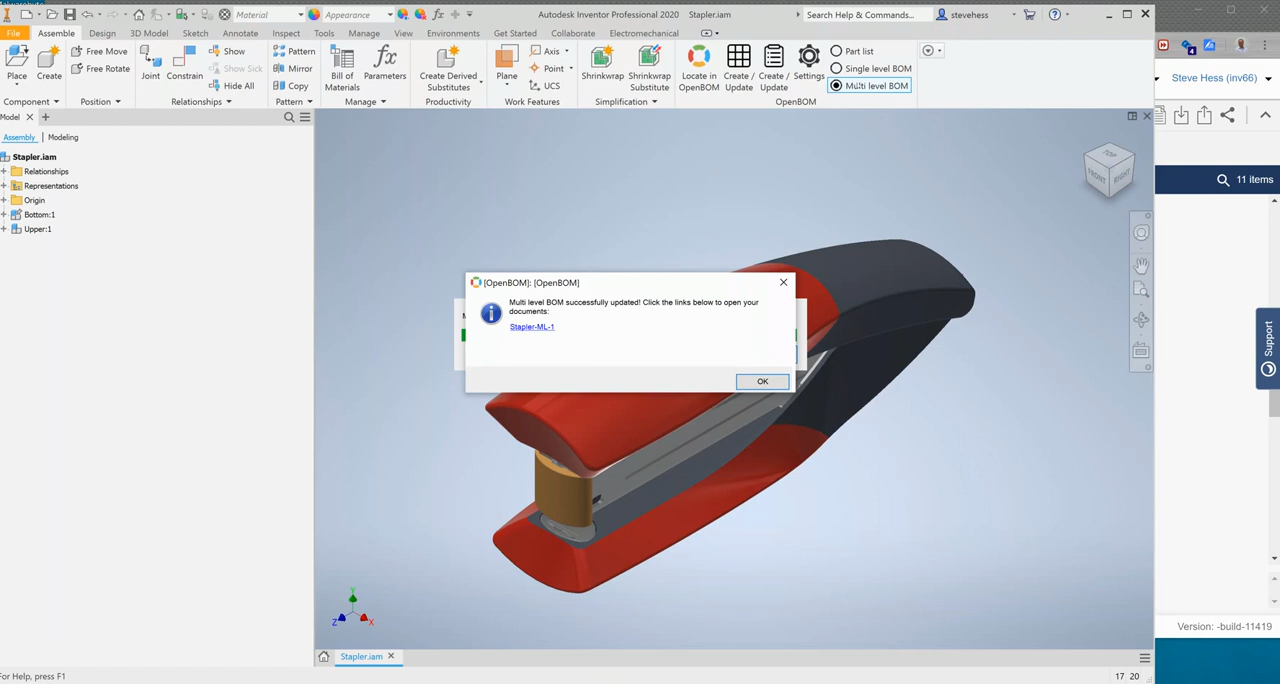 Material
Appearance
Autodesk Inventor Professional 2020 Stapler.iam
Search Help & Commands...
stevehess
File Assemble Design 3D Model Sketch Annotate Inspect Tools Manage View Environments Get Started Collaborate Electromechanical
Place
Create
Free Move
Free Rotate
Joint
Constrain
Show
Show Sick
Hide All
Pattern
Mirror
Copy
Bill of
Materials
Parameters
Create Derived
Substitutes
Plane
Axis
Point
UCS
Shrinkwrap
Shrinkwrap
Substitute
Locate in
OpenBOM
Create /
Update
Create /
Update
Settings
Part list
Single level BOM
Multi level BOM
Component Position Relationships Pattern Manage Productivity Work Features Simplification OpenBOM
Model
Assembly Modeling
Stapler.iam
Relationships
Representations
Origin
Bottom:1
Upper:1
TOP
FRONT
RIGHT
[OpenBOM]: [OpenBOM]
Multi level BOM successfully updated! Click the links below to open your
documents:
Stapler-ML-1
OK
Z
Y
X
Stapler.iam
For Help, press F1
17 20
Steve Hess (inv66)
11 items
Support
Version: -build-11419